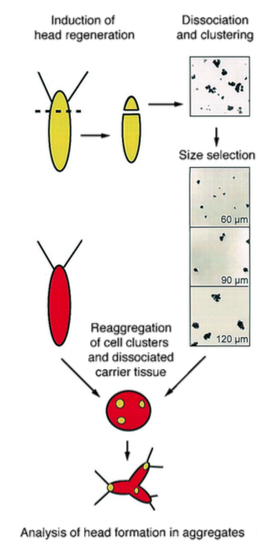 Induction of
head regeneration
Dissociation
and clustering
Size selection
60 µm
90 µm
120 µm
Reaggregation
of cell clusters
and dissociated
carrier tissue
Analysis of head formation in aggregates